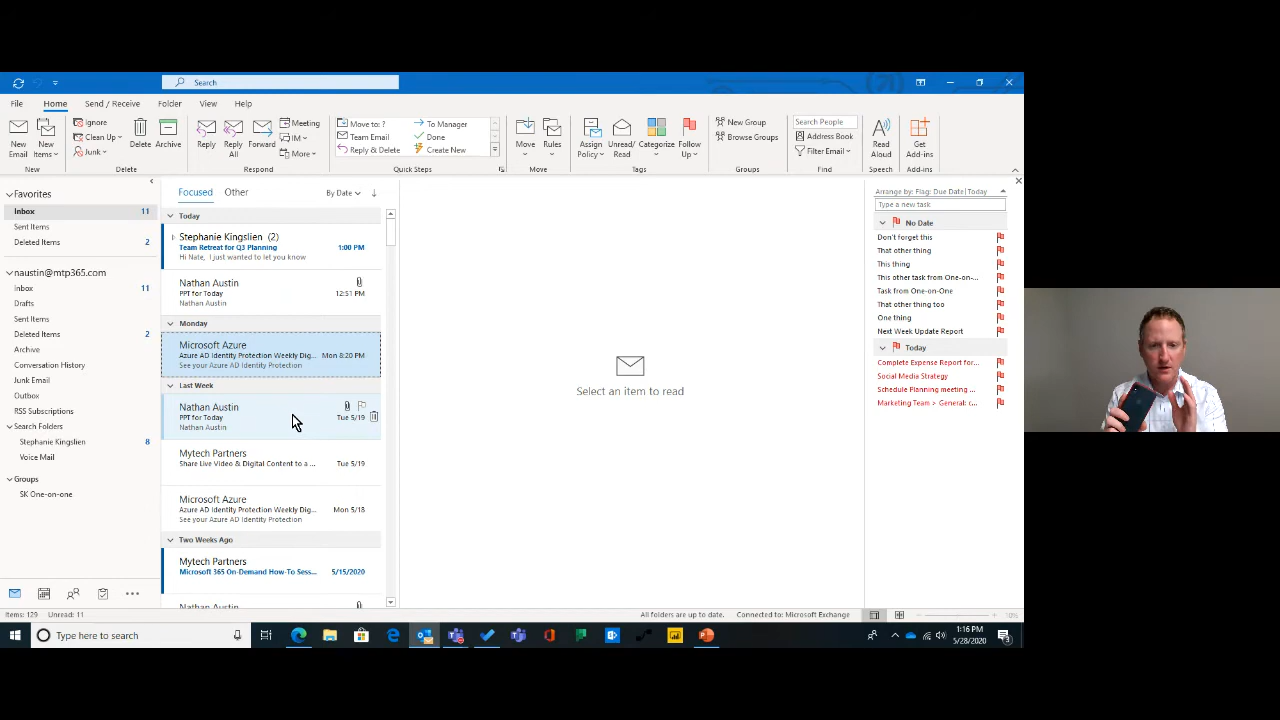 Search
File Home Send / Receive Folder View Help
New Email
New Items
Ignore
Clean Up
Junk
Delete
Archive
Reply
Reply All
Forward
Meeting
IM
More
Move to: ?
Team Email
Reply & Delete
To Manager
Done
Create New
Move
Rules
Assign Policy
Unread/ Read
Categorize
Follow Up
New Group
Browse Groups
Search People
Address Book
Filter Email
Read Aloud
Get Add-ins
New
Delete
Respond
Quick Steps
Move
Tags
Groups
Find
Speech
Add-ins
Favorites
Inbox 11
Sent Items
Deleted Items 2
naustin@mtp365.com
Inbox 11
Drafts
Sent Items
Deleted Items 2
Archive
Conversation History
Junk Email
Outbox
RSS Subscriptions
Search Folders
Stephanie Kingslien 8
Voice Mail
Groups
SK One-on-one
Focused Other By Date
Today
Stephanie Kingslien (2)
Team Retreat for Q3 Planning 1:00 PM
Hi Nate, I just wanted to let you know
Nathan Austin
PPT for Today 12:51 PM
Nathan Austin
Monday
Microsoft Azure
Azure AD Identity Protection Weekly Dig... Mon 8:20 PM
See your Azure AD Identity Protection
Last Week
Nathan Austin
PPT for Today Tue 5/19
Nathan Austin
Mytech Partners
Share Live Video & Digital Content to a ... Tue 5/19
Microsoft Azure
Azure AD Identity Protection Weekly Dig... Mon 5/18
See your Azure AD Identity Protection
Two Weeks Ago
Mytech Partners
Microsoft 365 On-Demand How-To Sess... 5/15/2020
Nathan Austin
Select an item to read
Arrange by: Flag: Due Date Today
Type a new task
No Date
Don't forget this
That other thing
This thing
This other task from One-on-...
Task from One-on-One
That other thing too
One thing
Next Week Update Report
Today
Complete Expense Report for...
Social Media Strategy
Schedule Planning meeting ...
Marketing Team > General: c...
Items: 129 Unread: 11 All folders are up to date. Connected to: Microsoft Exchange
Type here to search
1:16 PM
5/28/2020
3